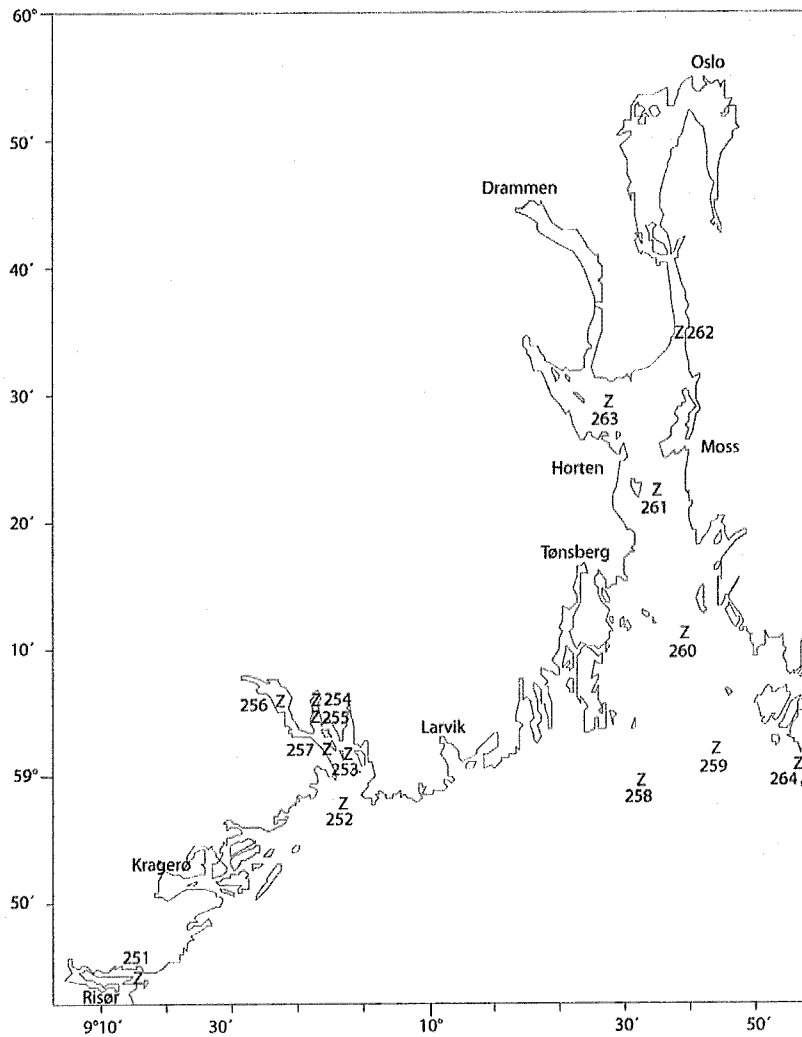 60°
Oslo
50′
Drammen
40′
Z 262
30′
Z
263
Moss
Horten
Z
261
20′
Tønsberg
10′
Z
260
256 Z
Z 254
Z 255
257 Z
Z
253
Larvik
59°
Z
259
Z
264
Z
258
Z
252
Kragerø
50′
251
Z
Risør
9°10′
30′
10°
30′
50′